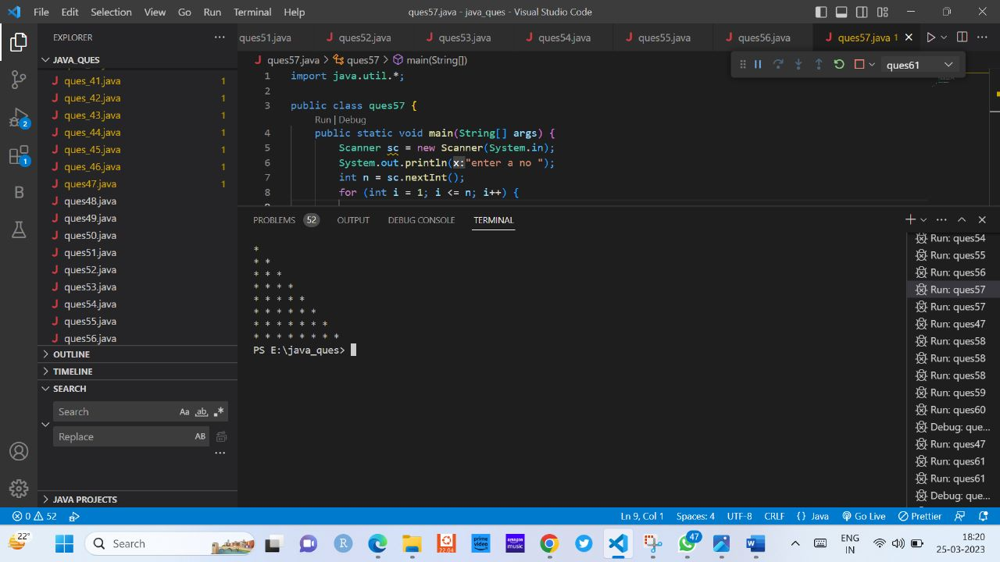 File Edit Selection View Go Run Terminal Help
ques57.java - java_ques - Visual Studio Code
EXPLORER
JAVA_QUES
ques_41.java 1
ques_42.java 1
ques_43.java 1
ques_44.java 1
ques_45.java 1
ques_46.java 1
ques47.java 1
ques48.java
ques49.java
ques50.java
ques51.java
ques52.java
ques53.java
ques54.java
ques55.java
ques56.java
OUTLINE
TIMELINE
SEARCH
Search Aa ab
Replace AB
JAVA PROJECTS
2
1
B
ques51.java ques52.java ques53.java ques54.java ques55.java ques56.java ques57.java 1
ques57.java > ques57 > main(String[])
ques61
1 import java.util.*;
2
3 public class ques57 {
Run | Debug
4 public static void main(String[] args) {
5 Scanner sc = new Scanner(System.in);
6 System.out.println(x:"enter a no ");
7 int n = sc.nextInt();
8 for (int i = 1; i <= n; i++) {
PROBLEMS 52 OUTPUT DEBUG CONSOLE TERMINAL
*
* *
* * *
* * * *
* * * * *
* * * * * *
* * * * * * *
* * * * * * * *
PS E:\java_ques>
Run: ques54
Run: ques55
Run: ques56
Run: ques57
Run: ques57
Run: ques47
Run: ques58
Run: ques58
Run: ques58
Run: ques59
Run: ques60
Debug: que...
Run: ques47
Run: ques61
Run: ques61
Debug: que...
0 52
Ln 9, Col 1 Spaces: 4 UTF-8 CRLF {} Java Go Live Prettier
22°
Search
R
22.04
prime video
amazon music
47
W
ENG
IN
18:20
25-03-2023